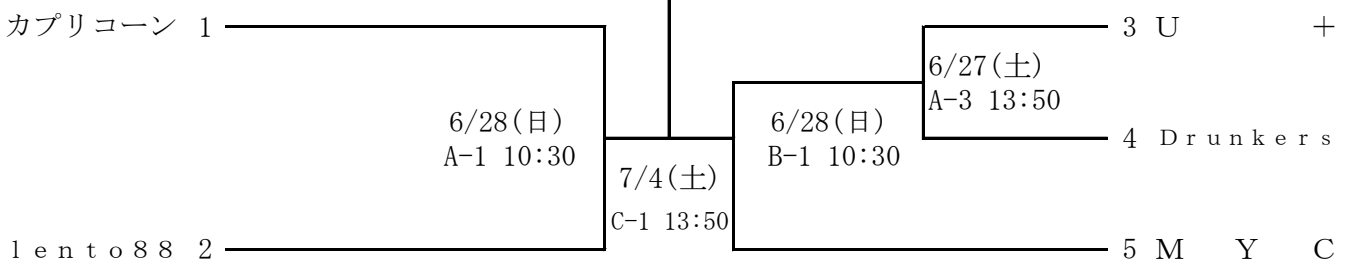 カプリコーン 1
3 U +
6/27(土)
A-3 13:50
6/28(日)
A-1 10:30
6/28(日)
B-1 10:30
4 Drunkers
7/4(土)
C-1 13:50
lento88 2
5 M Y C